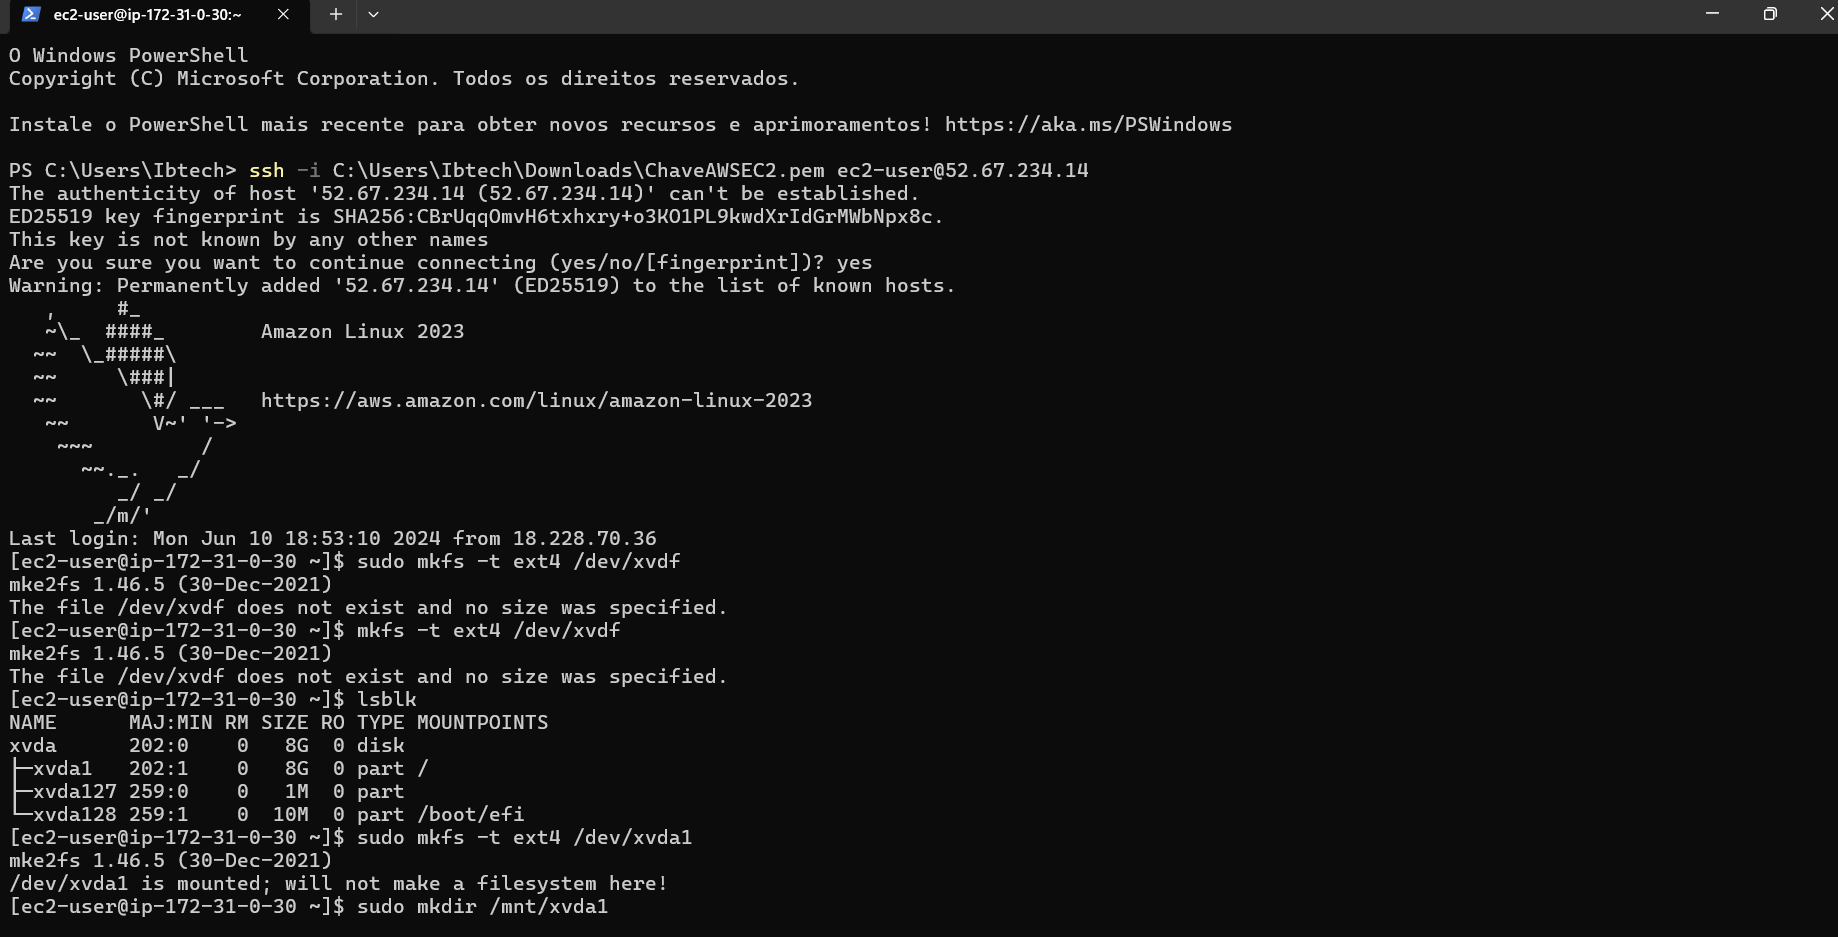 ec2-user@ip-172-31-0-30:~
O Windows PowerShell
Copyright (C) Microsoft Corporation. Todos os direitos reservados.
Instale o PowerShell mais recente para obter novos recursos e aprimoramentos! https://aka.ms/PSWindows
PS C:\Users\Ibtech> ssh -i C:\Users\Ibtech\Downloads\ChaveAWSEC2.pem ec2-user@52.67.234.14
The authenticity of host '52.67.234.14 (52.67.234.14)' can't be established.
ED25519 key fingerprint is SHA256:CBrUqqOmvH6txhxry+o3KO1PL9kwdXrIdGrMWbNpx8c.
This key is not known by any other names
Are you sure you want to continue connecting (yes/no/[fingerprint])? yes
Warning: Permanently added '52.67.234.14' (ED25519) to the list of known hosts.
   ,     #_
   ~\_  ####_        Amazon Linux 2023
  ~~  \_#####\
  ~~     \###|
  ~~       \#/ ___   https://aws.amazon.com/linux/amazon-linux-2023
   ~~       V~' '->
    ~~~         /
      ~~._.   _/
         _/ _/
       _/m/'
Last login: Mon Jun 10 18:53:10 2024 from 18.228.70.36
[ec2-user@ip-172-31-0-30 ~]$ sudo mkfs -t ext4 /dev/xvdf
mke2fs 1.46.5 (30-Dec-2021)
The file /dev/xvdf does not exist and no size was specified.
[ec2-user@ip-172-31-0-30 ~]$ mkfs -t ext4 /dev/xvdf
mke2fs 1.46.5 (30-Dec-2021)
The file /dev/xvdf does not exist and no size was specified.
[ec2-user@ip-172-31-0-30 ~]$ lsblk
NAME      MAJ:MIN RM SIZE RO TYPE MOUNTPOINTS
xvda      202:0    0   8G  0 disk
├─xvda1   202:1    0   8G  0 part /
├─xvda127 259:0    0   1M  0 part
└─xvda128 259:1    0  10M  0 part /boot/efi
[ec2-user@ip-172-31-0-30 ~]$ sudo mkfs -t ext4 /dev/xvda1
mke2fs 1.46.5 (30-Dec-2021)
/dev/xvda1 is mounted; will not make a filesystem here!
[ec2-user@ip-172-31-0-30 ~]$ sudo mkdir /mnt/xvda1